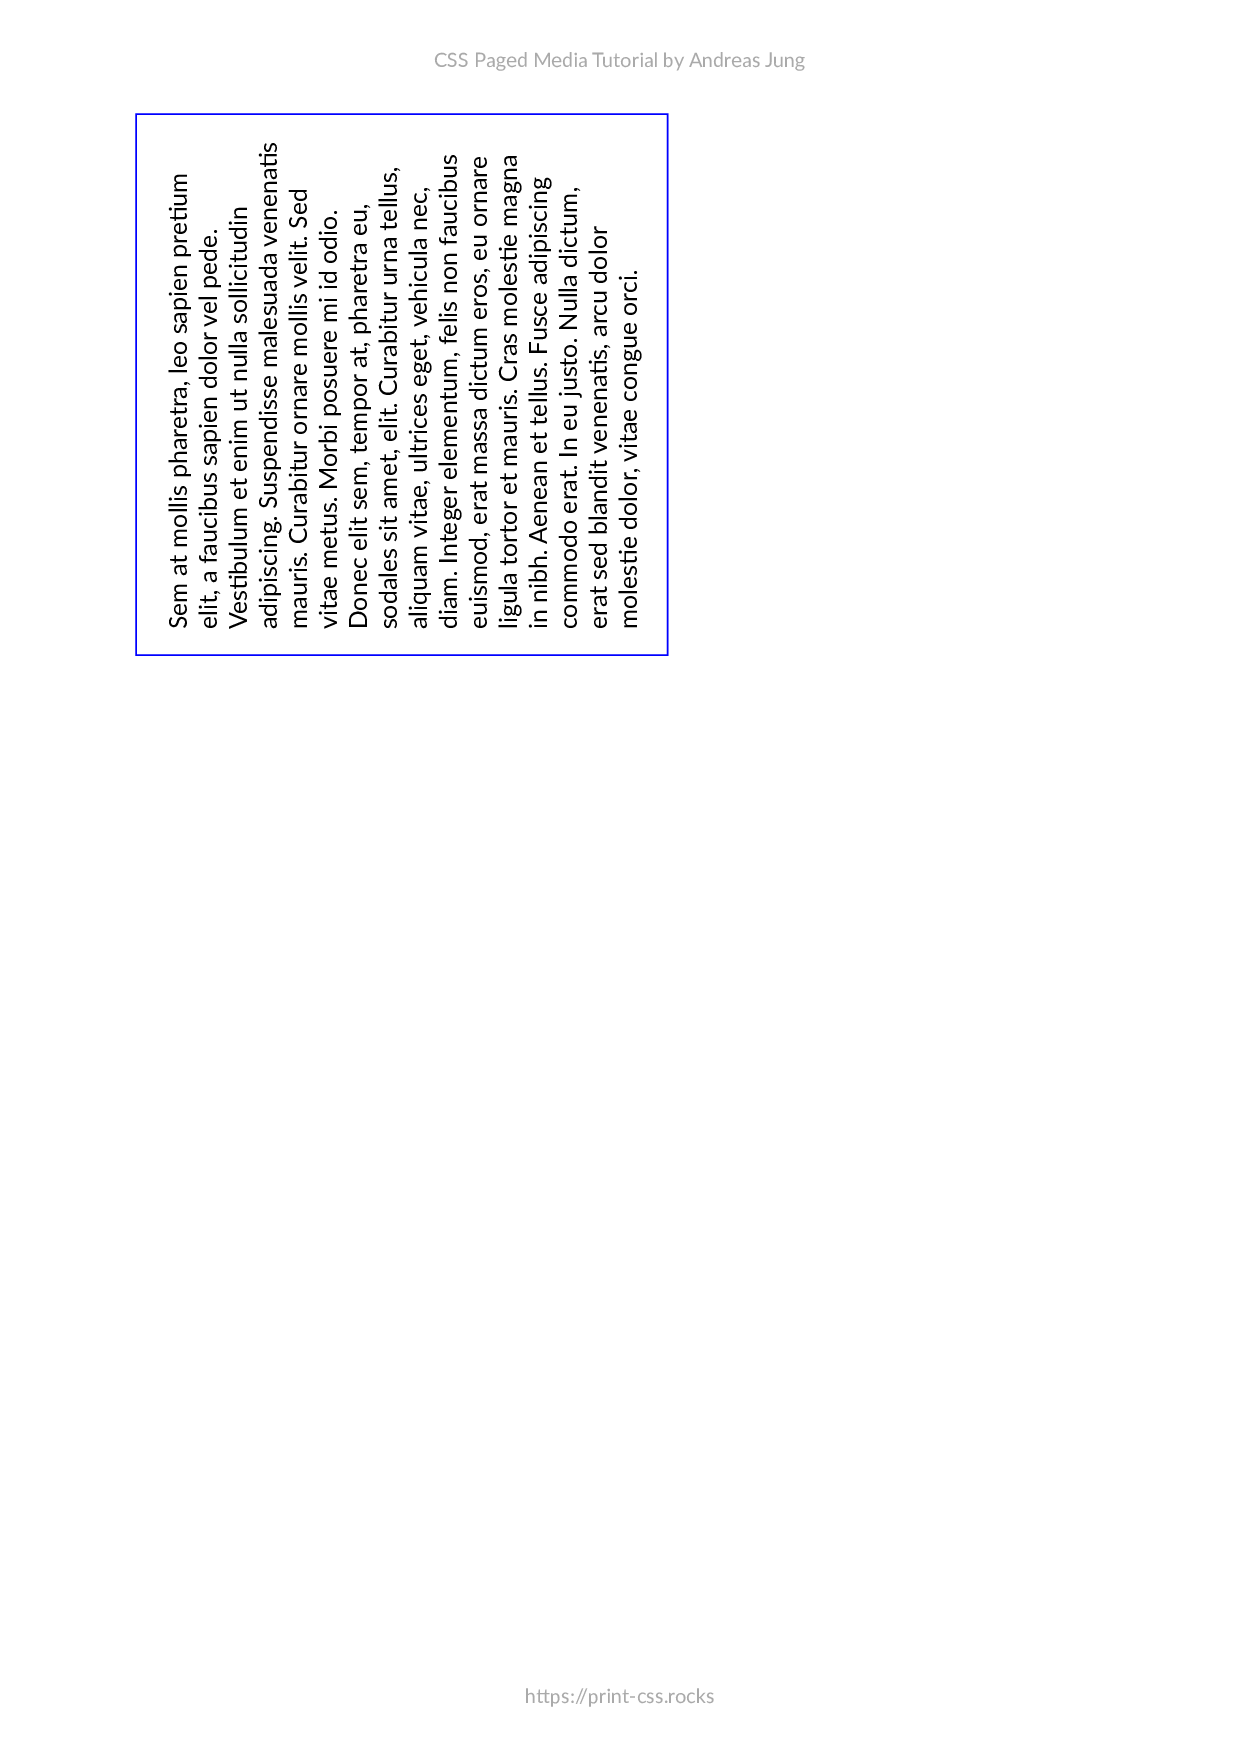 CSS Paged Media Tutorial by Andreas Jung
Sem at mollis pharetra, leo sapien pretium
elit, a faucibus sapien dolor vel pede.
Vestibulum et enim ut nulla sollicitudin
adipiscing. Suspendisse malesuada venenatis
mauris. Curabitur ornare mollis velit. Sed
vitae metus. Morbi posuere mi id odio.
Donec elit sem, tempor at, pharetra eu,
sodales sit amet, elit. Curabitur urna tellus,
aliquam vitae, ultrices eget, vehicula nec,
diam. Integer elementum, felis non faucibus
euismod, erat massa dictum eros, eu ornare
ligula tortor et mauris. Cras molestie magna
in nibh. Aenean et tellus. Fusce adipiscing
commodo erat. In eu justo. Nulla dictum,
erat sed blandit venenatis, arcu dolor
molestie dolor, vitae congue orci.
https://print-css.rocks